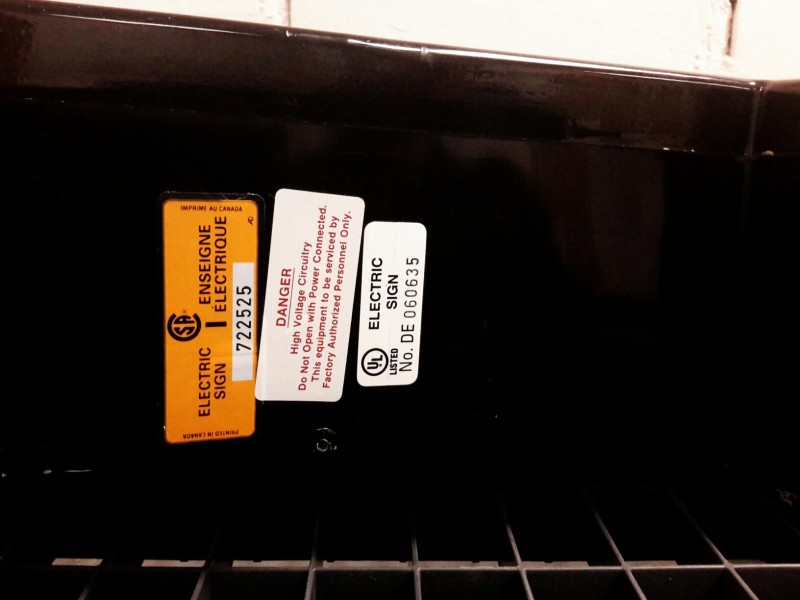 IMPRIME AU CANADA
ELECTRIC SIGN
ENSEIGNE ÉLECTRIQUE
722525
PRINTED IN CANADA
DANGER
High Voltage Circuitry
Do Not Open with Power Connected.
This equipment to be serviced by
Factory Authorized Personnel Only.
UL
LISTED
ELECTRIC
SIGN
No. DE 060635